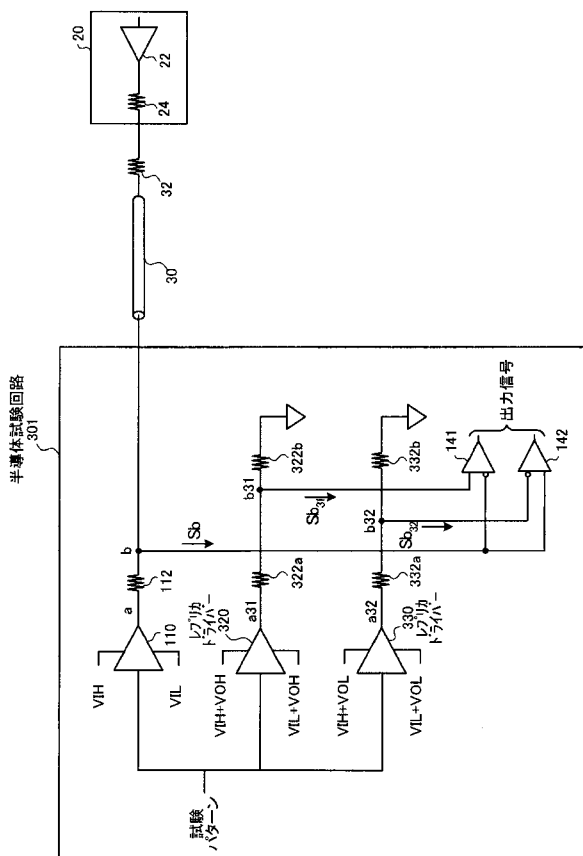 半導体試験回路
301
試験
パターン
VIH
VIL
110
a
112
b
Sb
VIH+VOH
VIL+VOH
レプリカ
ドライバー
320
a31
322a
b31
Sb31
322b
VIH+VOL
VIL+VOL
330
レプリカ
ドライバー
a32
332a
b32
Sb32
332b
141
142
出力信号
30
32
20
22
24